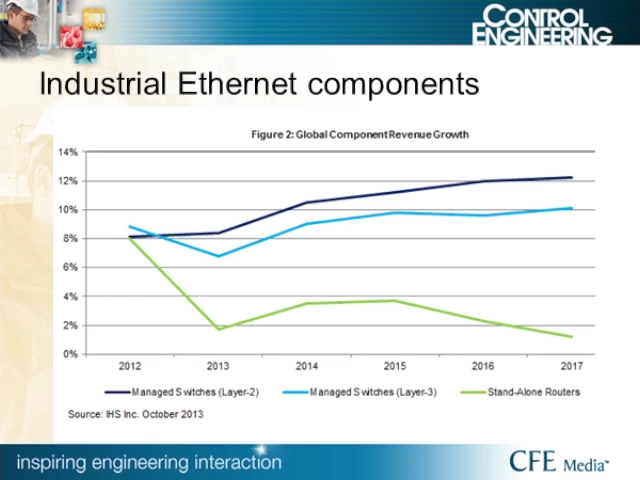 CONTROL
ENGINEERING
Industrial Ethernet components
Figure 2: Global Component Revenue Growth
14%
12%
10%
8%
6%
4%
2%
0%
2012 2013 2014 2015 2016 2017
Managed Switches (Layer-2) Managed Switches (Layer-3) Stand-Alone Routers
Source: IHS Inc. October 2013
inspiring engineering interaction
CFE Media™